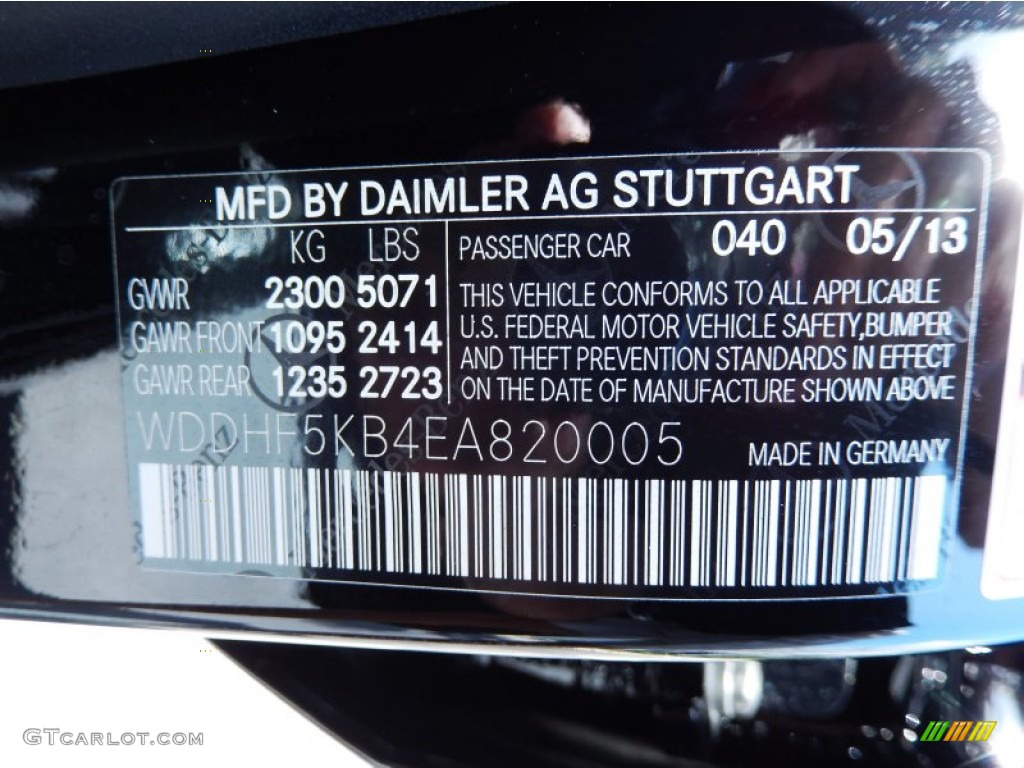 MFD BY DAIMLER AG STUTTGART
KG LBS
GVWR 2300 5071
GAWR FRONT 1095 2414
GAWR REAR 1235 2723
PASSENGER CAR 040 05/13
THIS VEHICLE CONFORMS TO ALL APPLICABLE
U.S. FEDERAL MOTOR VEHICLE SAFETY,BUMPER
AND THEFT PREVENTION STANDARDS IN EFFECT
ON THE DATE OF MANUFACTURE SHOWN ABOVE
WDDHF5KB4EA820005
MADE IN GERMANY
GTCARLOT.COM